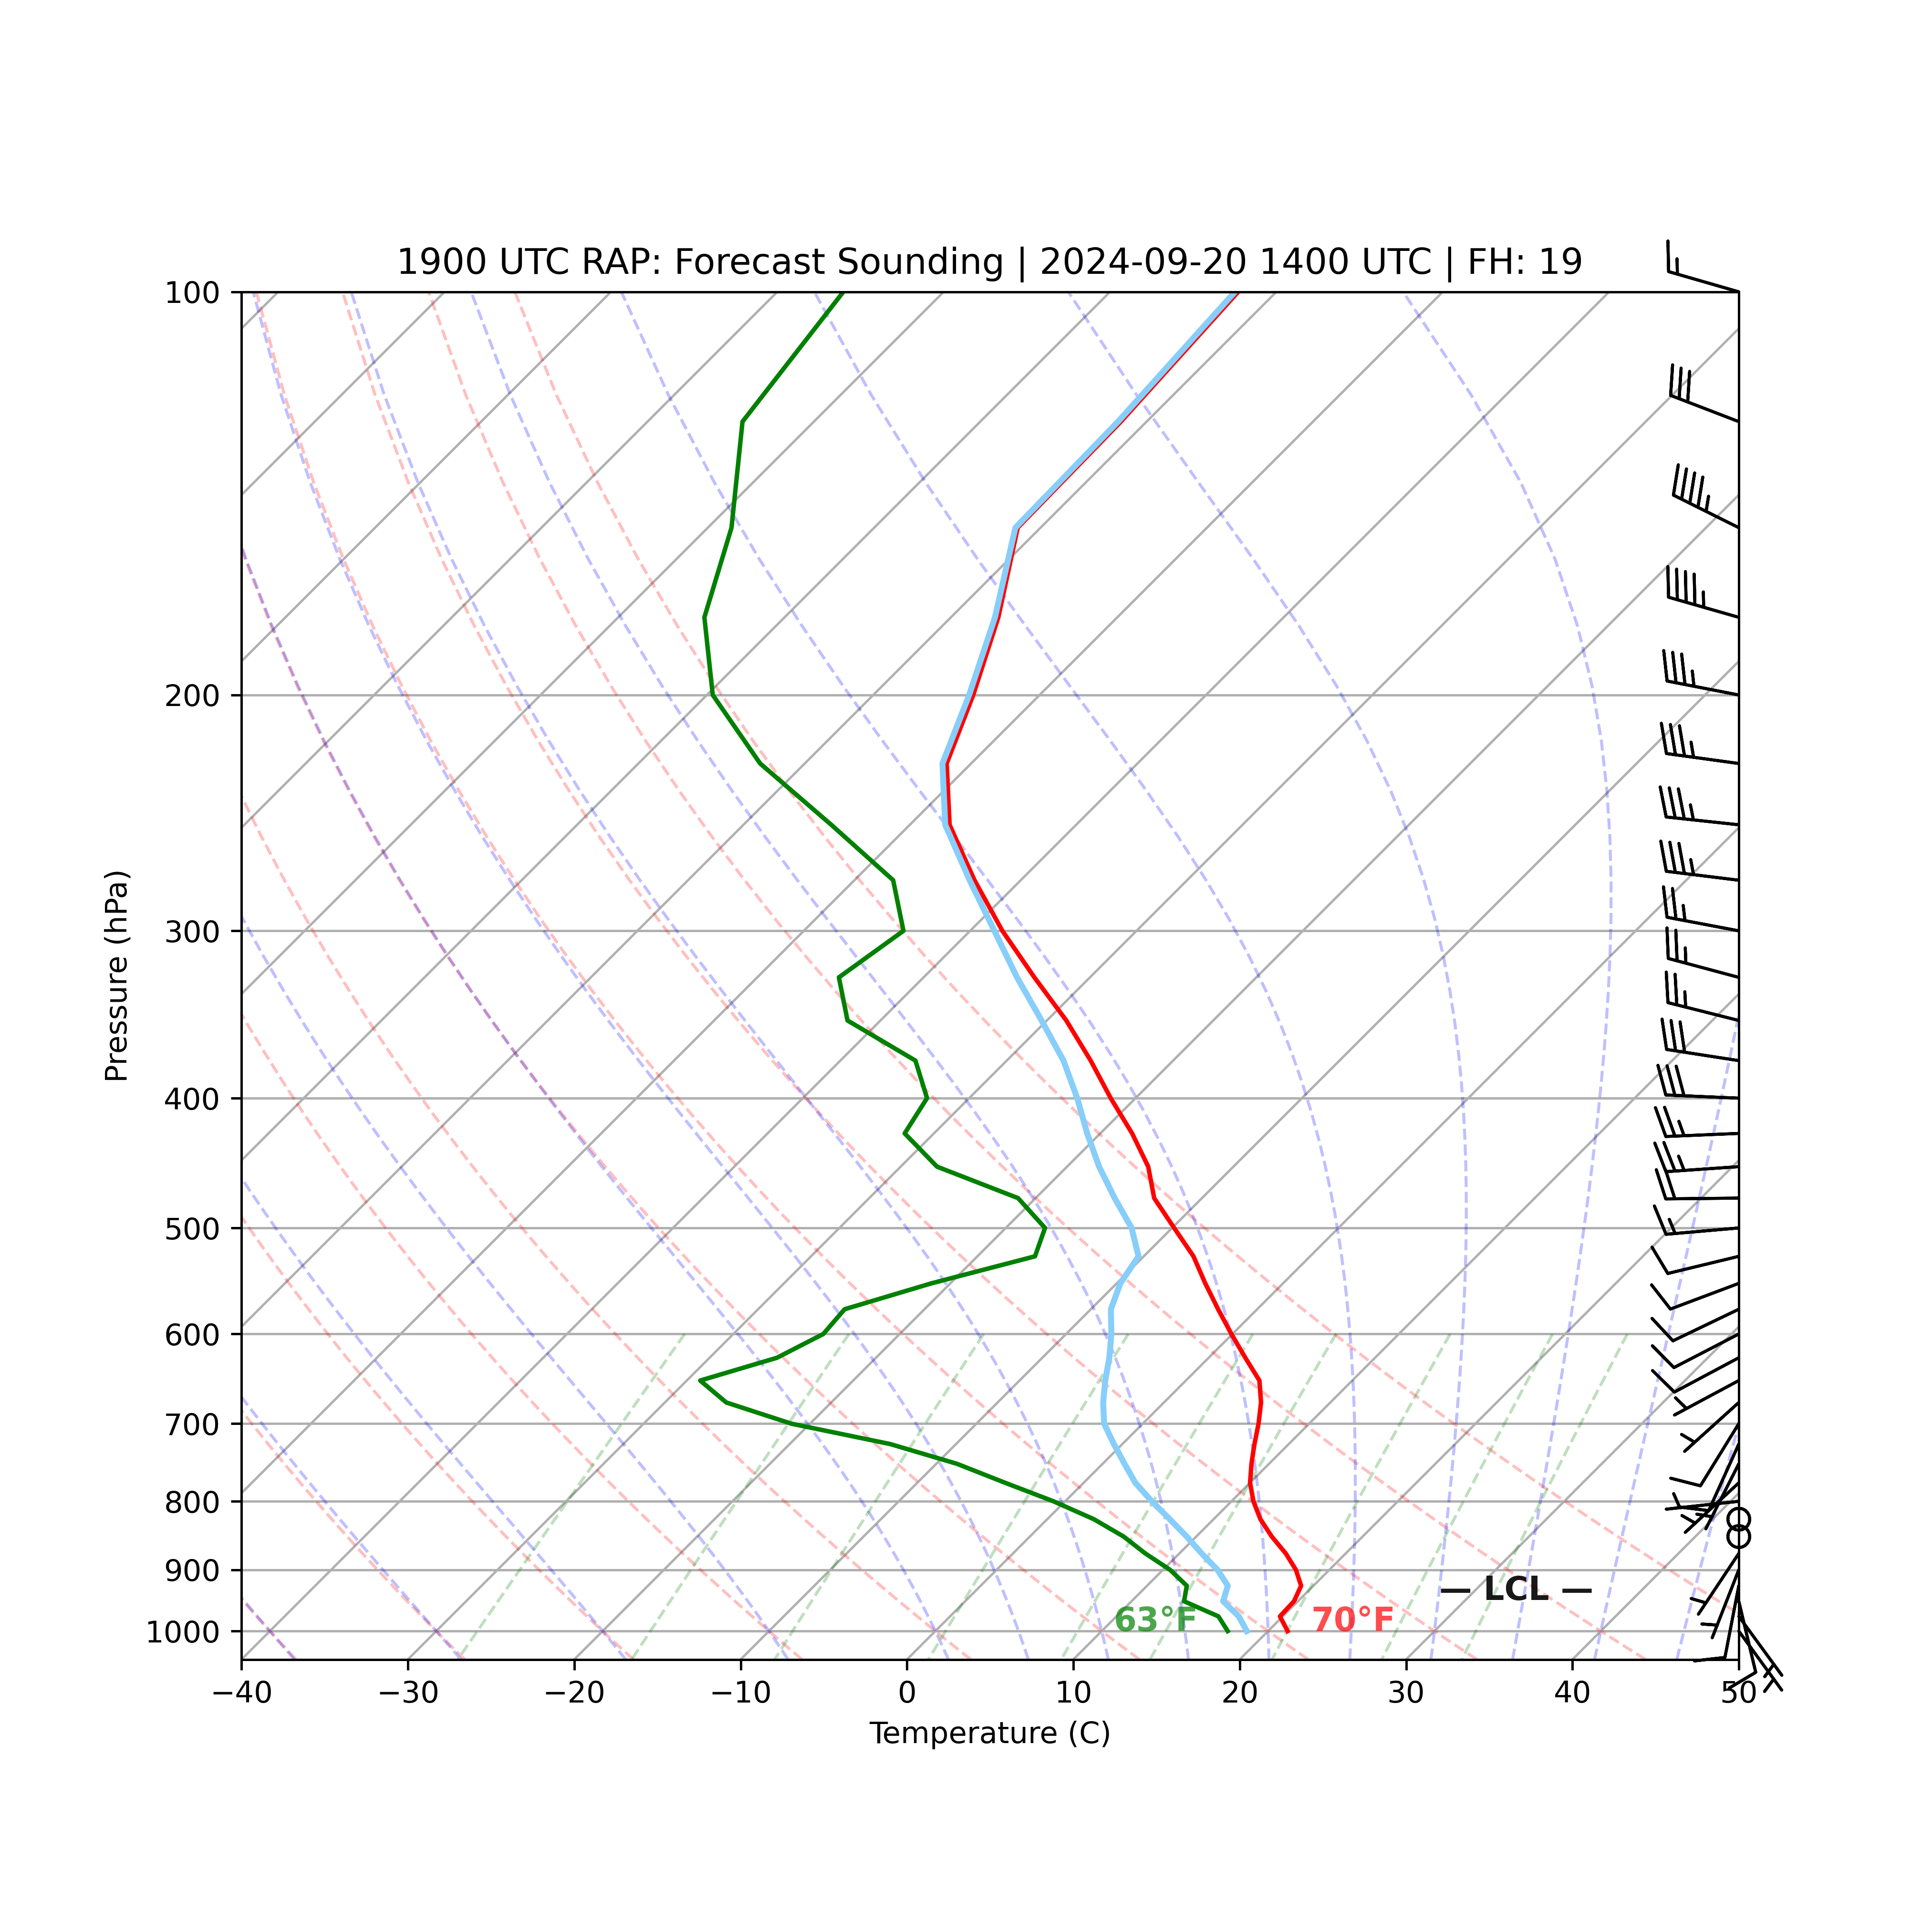 1900 UTC RAP: Forecast Sounding | 2024-09-20 1400 UTC | FH: 19
100
200
300
400
500
600
700
800
900
1000
Pressure (hPa)
— LCL —
63°F 70°F
−40 −30 −20 −10 0 10 20 30 40 50
Temperature (C)